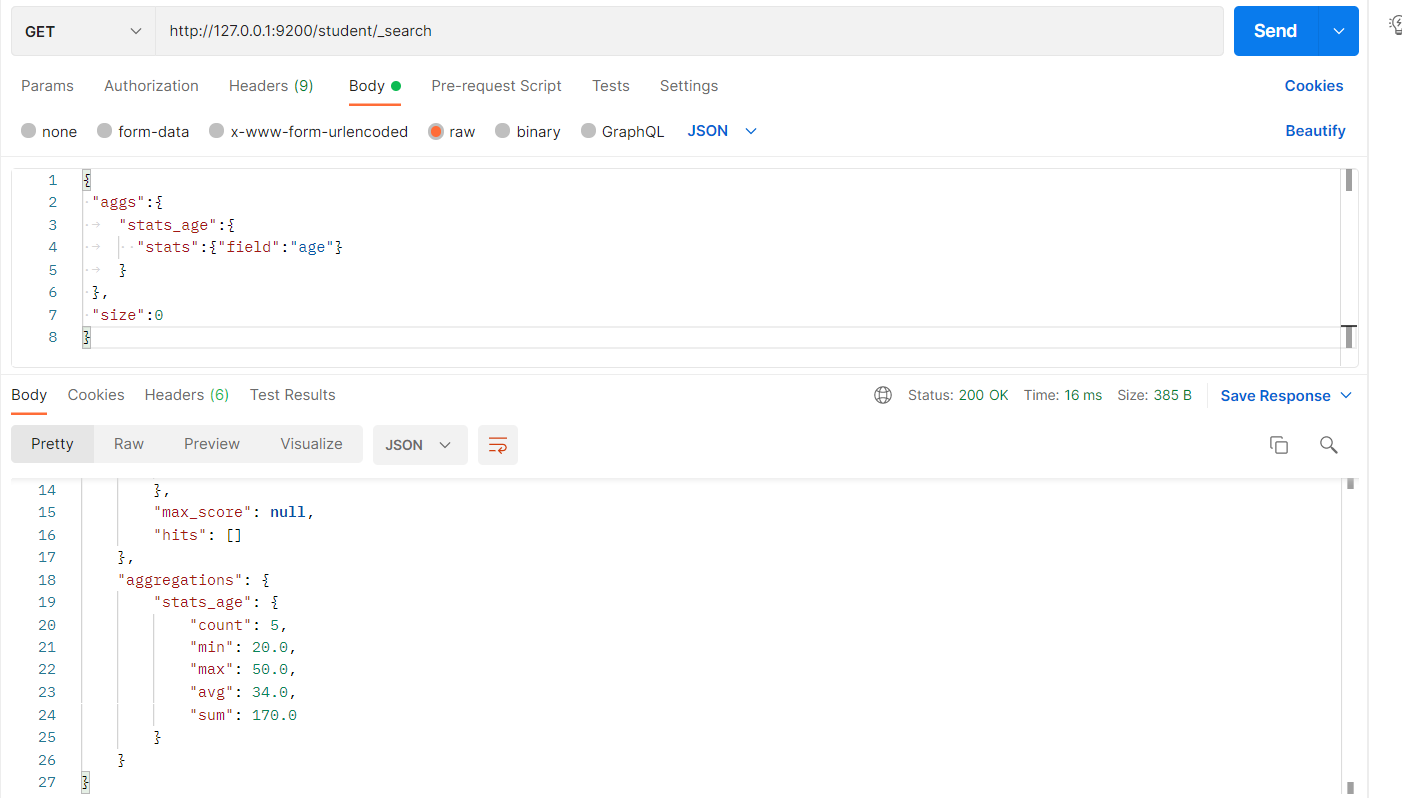 GET http://127.0.0.1:9200/student/_search Send
Params Authorization Headers (9) Body Pre-request Script Tests Settings Cookies
none form-data x-www-form-urlencoded raw binary GraphQL JSON Beautify
1 {
2 "aggs":{
3 "stats_age":{
4 "stats":{"field":"age"}
5 }
6 },
7 "size":0
8 }
Body Cookies Headers (6) Test Results Status: 200 OK Time: 16 ms Size: 385 B Save Response
Pretty Raw Preview Visualize JSON
14 },
15 "max_score": null,
16 "hits": []
17 },
18 "aggregations": {
19 "stats_age": {
20 "count": 5,
21 "min": 20.0,
22 "max": 50.0,
23 "avg": 34.0,
24 "sum": 170.0
25 }
26 }
27 }